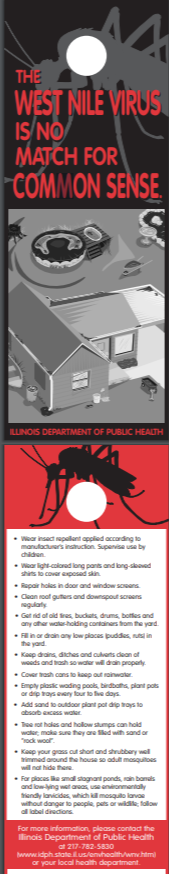 THE
WEST NILE VIRUS
IS NO
MATCH FOR
COMMON SENSE.
ILLINOIS DEPARTMENT OF PUBLIC HEALTH
• Wear insect repellent applied according to
manufacturer's instruction. Supervise use by
children.
• Wear light-colored long pants and long-sleeved
shirts to cover exposed skin.
• Repair holes in door and window screens.
• Clean roof gutters and downspout screens
regularly.
• Get rid of old tires, buckets, drums, bottles and
any other water-holding containers from the yard.
• Fill in or drain any low places (puddles, ruts) in
the yard.
• Keep drains, ditches and culverts clean of
weeds and trash so water will drain properly.
• Cover trash cans to keep out rainwater.
• Empty plastic wading pools, birdbaths, plant pots
or drip trays every four to five days.
• Add sand to outdoor plant pot drip trays to
absorb excess water.
• Tree rot holes and hollow stumps can hold
water; make sure they are filled with sand or
"rock wool".
• Keep your grass cut short and shrubbery well
trimmed around the house so adult mosquitoes
will not hide there.
• For places like small stagnant ponds, rain barrels
and low-lying wet areas, use environmentally
friendly larvicides, which kill mosquito larvae
without danger to people, pets or wildlife; follow
all label directions.
For more information, please contact the
Illinois Department of Public Health
at 217-782-5830
(www.idph.state.il.us/envhealth/wnv.htm)
or your local health department.